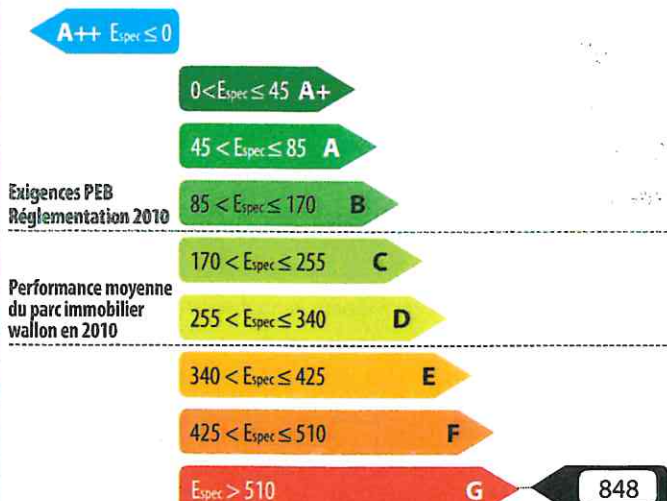 A++ Espec ≤ 0
0 < Espec ≤ 45 A+
45 < Espec ≤ 85 A
Exigences PEB
Réglementation 2010
85 < Espec ≤ 170 B
170 < Espec ≤ 255 C
Performance moyenne
du parc immobilier
wallon en 2010
255 < Espec ≤ 340 D
340 < Espec ≤ 425 E
425 < Espec ≤ 510 F
Espec > 510 G 848